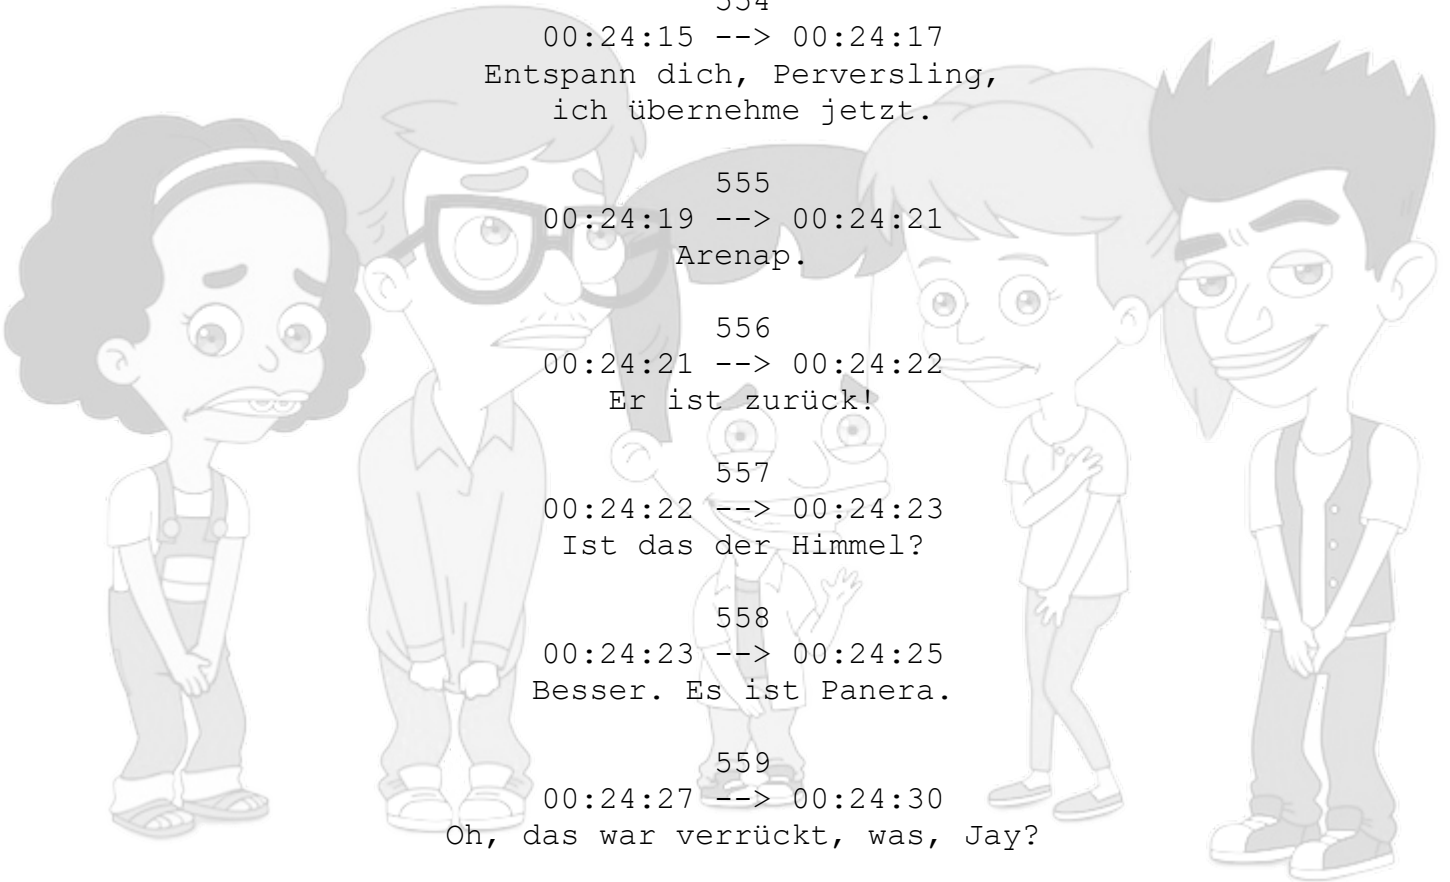 554
00:24:15 --> 00:24:17
Entspann dich, Perversling,
ich übernehme jetzt.
555
00:24:19 --> 00:24:21
Arenap.
556
00:24:21 --> 00:24:22
Er ist zurück!
557
00:24:22 --> 00:24:23
Ist das der Himmel?
558
00:24:23 --> 00:24:25
Besser. Es ist Panera.
559
00:24:27 --> 00:24:30
Oh, das war verrückt, was, Jay?